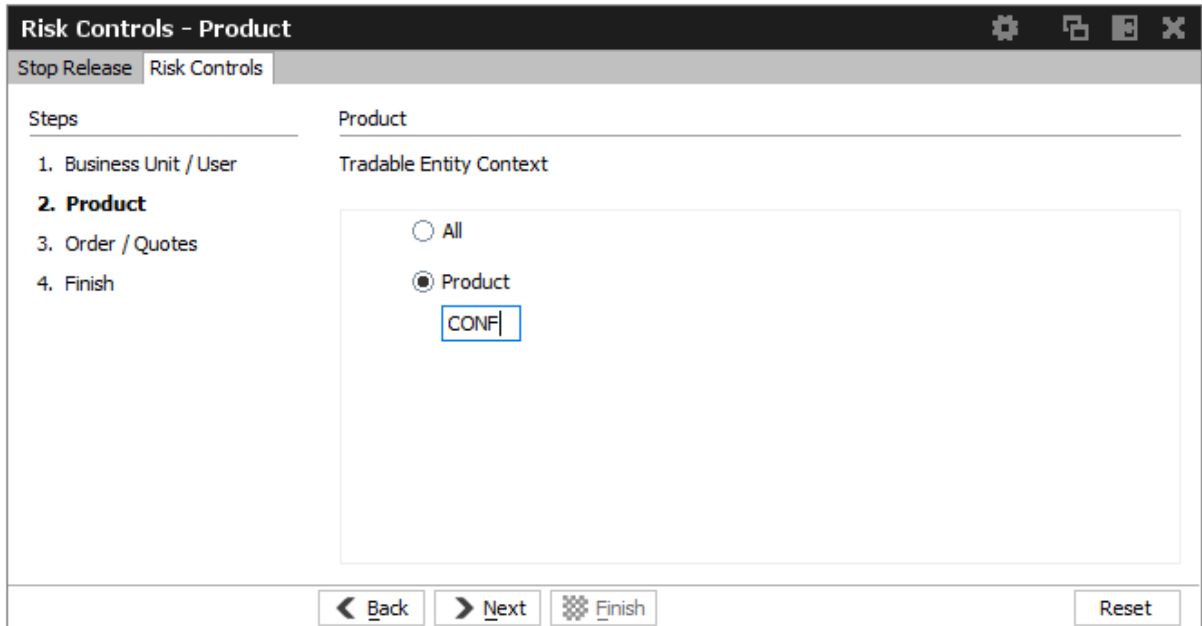 Risk Controls - Product
Stop Release Risk Controls
Steps
1. Business Unit / User
2. Product
3. Order / Quotes
4. Finish
Product
Tradable Entity Context
All
Product
CONF
Back Next Finish Reset